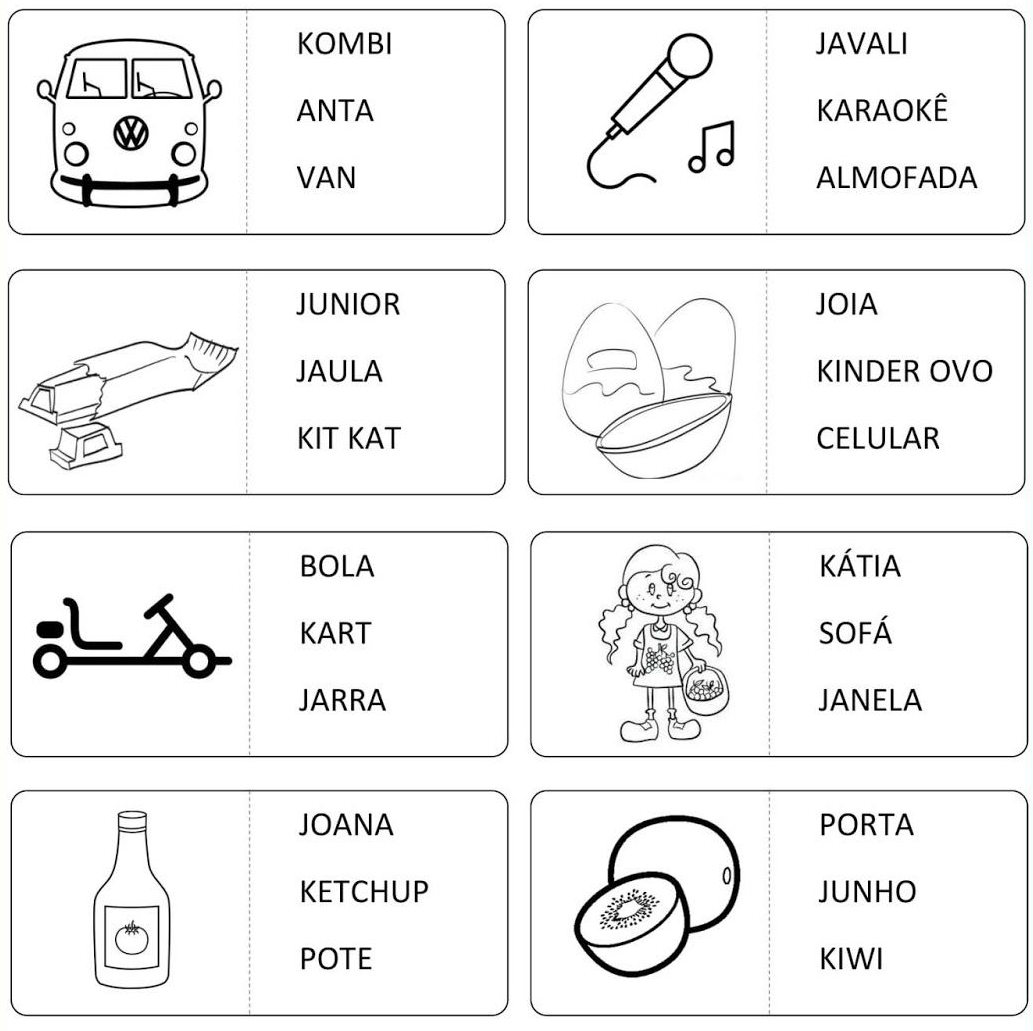 KOMBI
ANTA
VAN
JAVALI
KARAOKÊ
ALMOFADA
JUNIOR
JAULA
KIT KAT
JOIA
KINDER OVO
CELULAR
BOLA
KART
JARRA
KÁTIA
SOFÁ
JANELA
JOANA
KETCHUP
POTE
PORTA
JUNHO
KIWI